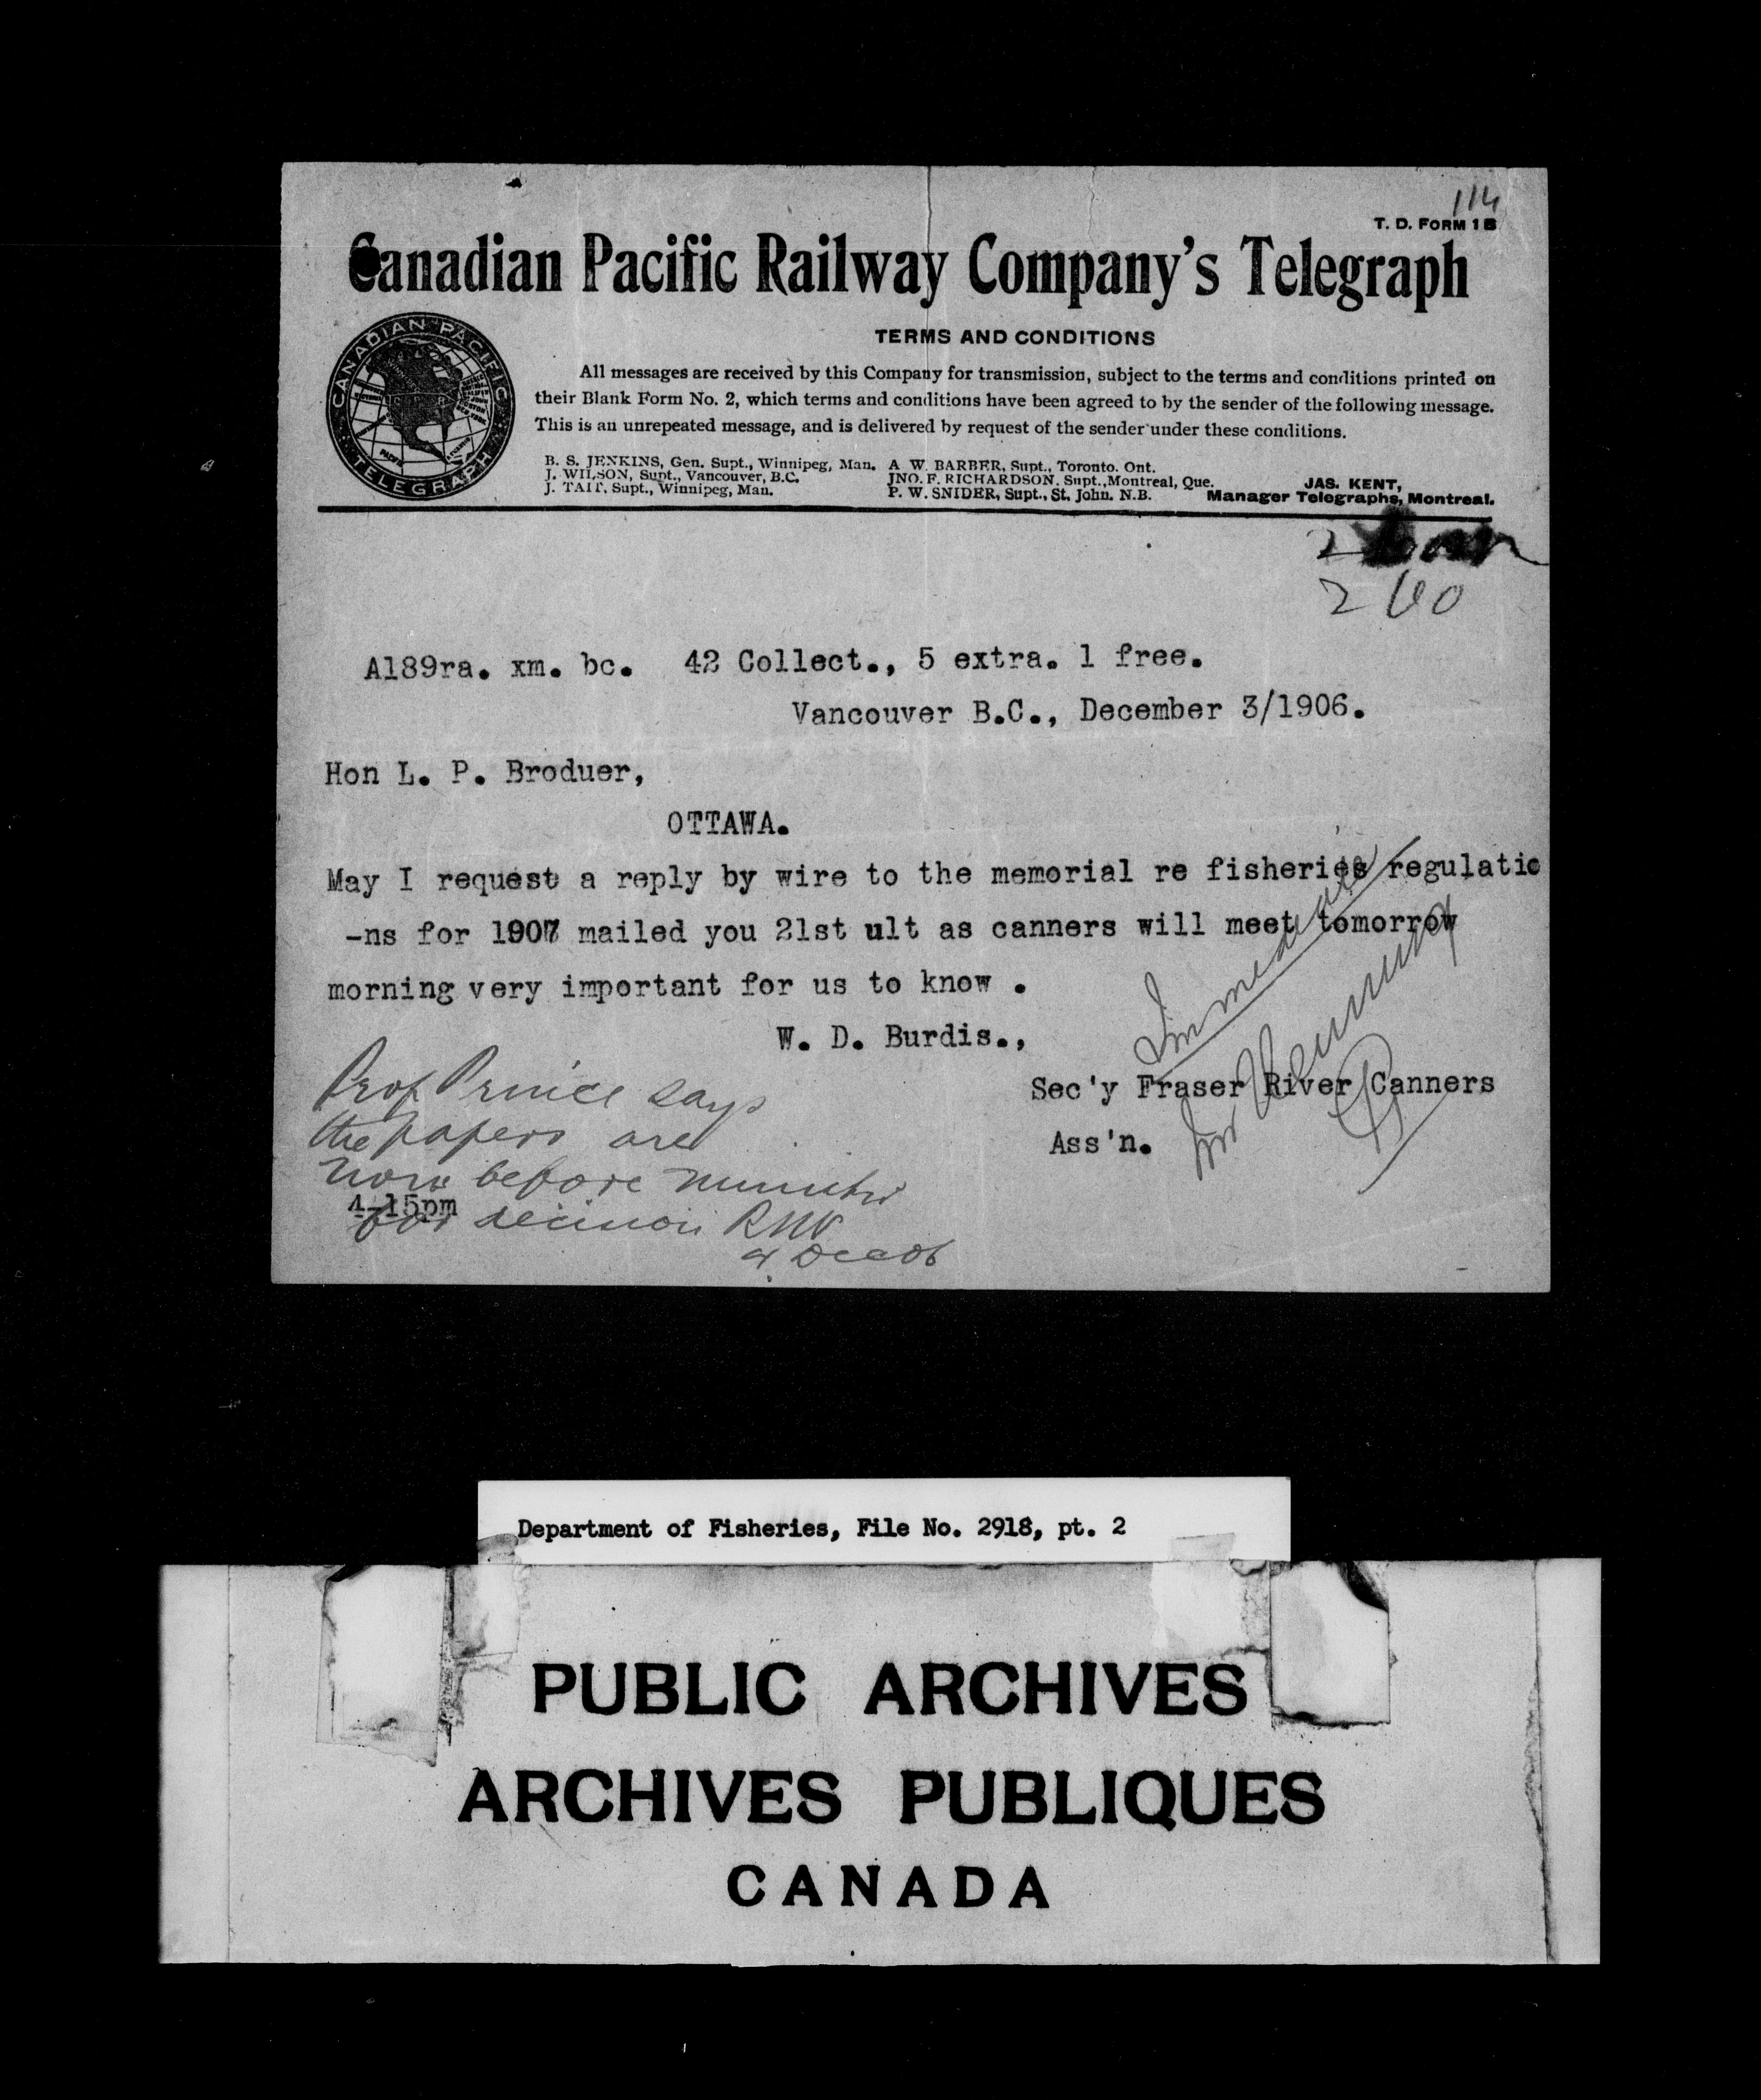 114
T. D. FORM 1 B
Canadian Pacific Railway Company's Telegraph
CANADIAN PACIFIC
TELEGRAPH
TERMS AND CONDITIONS
All messages are received by this Company for transmission, subject to the terms and conditions printed on
their Blank Form No. 2, which terms and conditions have been agreed to by the sender of the following message.
This is an unrepeated message, and is delivered by request of the sender under these conditions.
B. S. JENKINS, Gen. Supt., Winnipeg, Man. A. W. BARBER, Supt., Toronto. Ont.
J. WILSON, Supt., Vancouver, B.C. JNO. F. RICHARDSON, Supt., Montreal, Que. JAS. KENT,
J. TAIT, Supt., Winnipeg, Man. P. W. SNIDER, Supt., St. John. N.B. Manager Telegraphs, Montreal.
2
2 60
A189ra. xm. bc. 42 Collect., 5 extra. 1 free.
Vancouver B.C., December 3/1906.
Hon L. P. Broduer,
OTTAWA.
May I request a reply by wire to the memorial re fisheries regulatio
-ns for 1907 mailed you 21st ult as canners will meet tomorrow
morning very important for us to know .
W. D. Burdis.,
Sec'y Fraser River Canners
Ass'n.
Immediate
Mr Venning
Prof Prince says
the papers are
now before minister
4-15pm
for decision RNV
4 Dec 06
Department of Fisheries, File No. 2918, pt. 2
PUBLIC ARCHIVES
ARCHIVES PUBLIQUES
CANADA